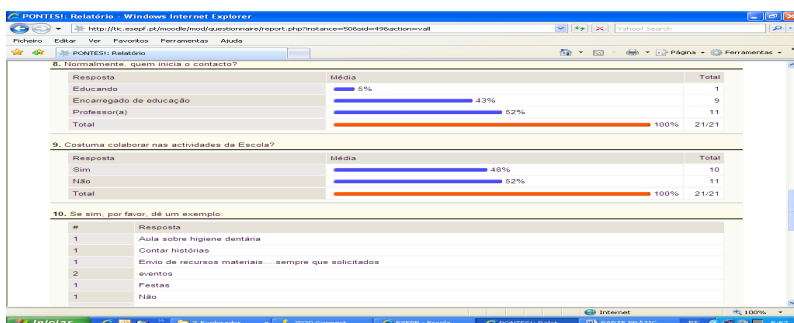 PONTES!: Relatório - Windows Internet Explorer
http://tic.esepf.pt/moodle/mod/questionnaire/report.php?instance=50&sid=49&action=vall
Yahoo! Search
Ficheiro Editar Ver Favoritos Ferramentas Ajuda
PONTES!: Relatório
Página
Ferramentas
8. Normalmente, quem inicia o contacto?
Resposta Média Total
Educando 5% 1
Encarregado de educação 43% 9
Professor(a) 52% 11
Total 100% 21/21
9. Costuma colaborar nas actividades da Escola?
Resposta Média Total
Sim 48% 10
Não 52% 11
Total 100% 21/21
10. Se sim, por favor, dê um exemplo:
# Resposta
1 Aula sobre higiene dentária
1 Contar histórias
1 Envio de recursos materiais....sempre que solicitados
2 eventos
1 Festas
1 Não
Internet 100%
Iniciar PT 5:57